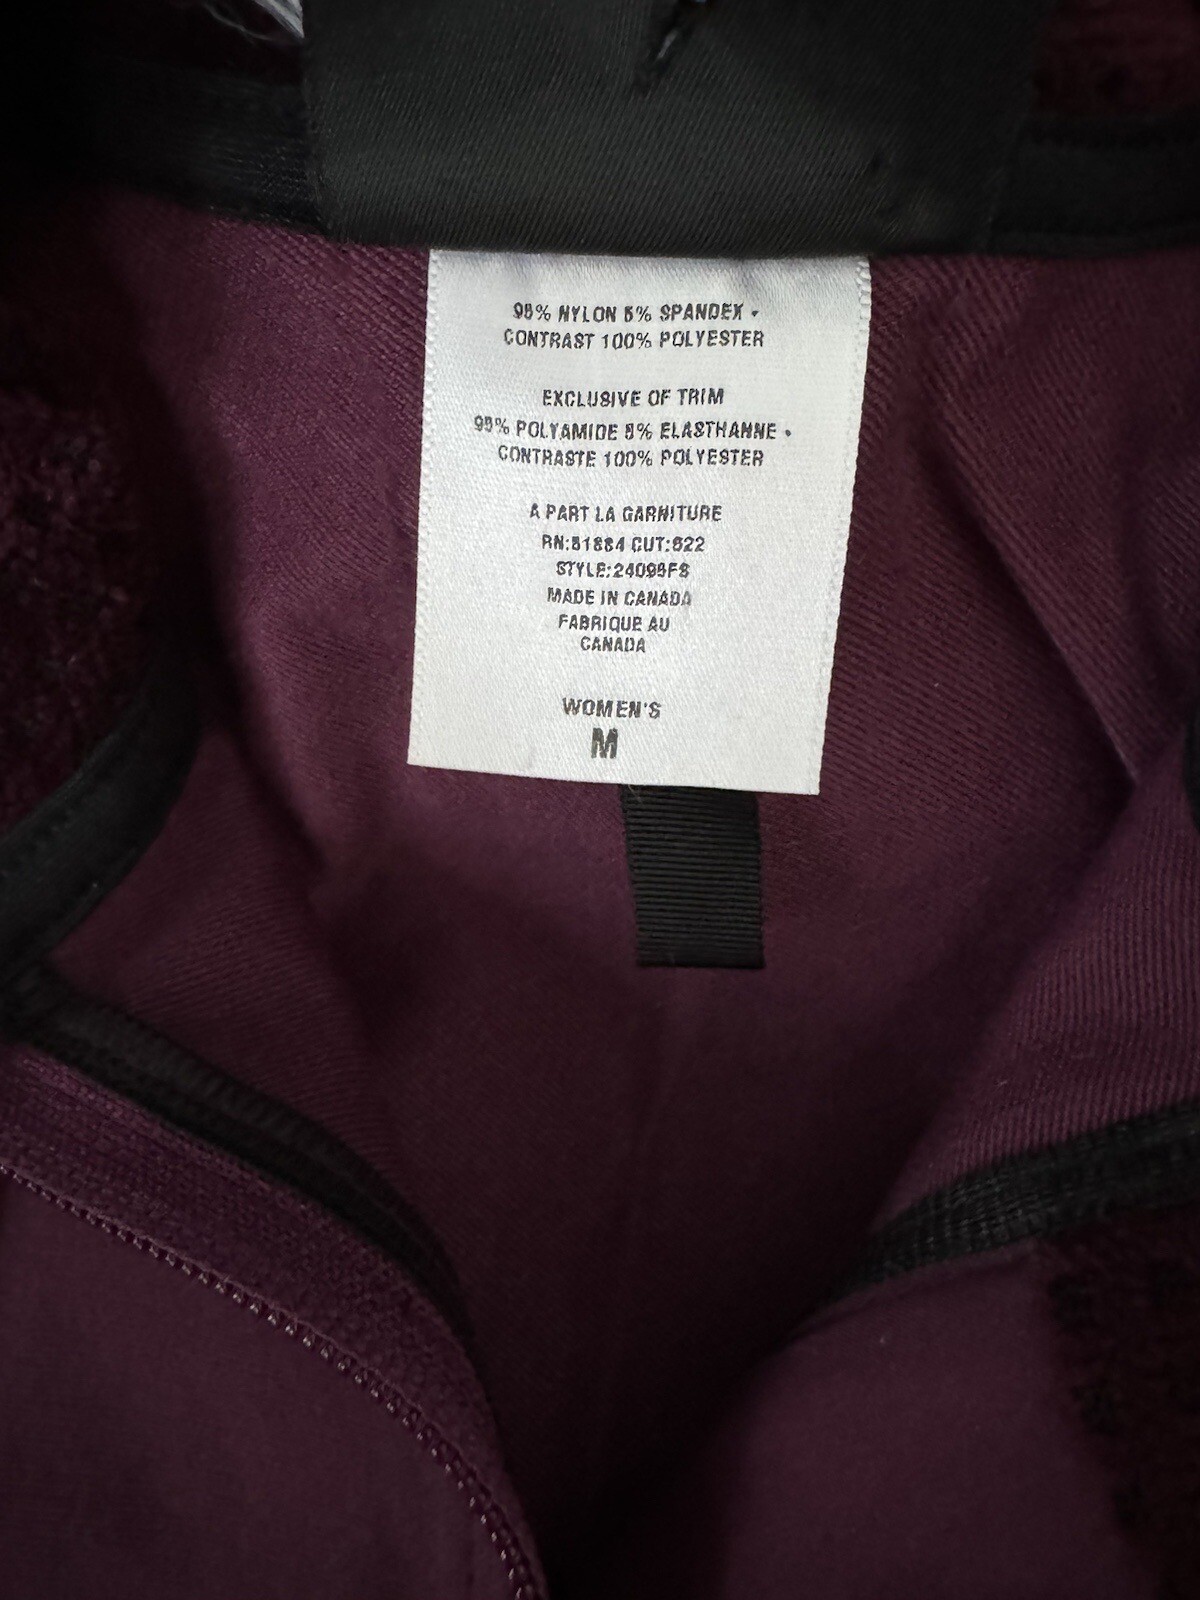 95% NYLON 5% SPANDEX •
CONTRAST 100% POLYESTER
EXCLUSIVE OF TRIM
95% POLYAMIDE 5% ELASTHANNE •
CONTRASTE 100% POLYESTER
A PART LA GARNITURE
RN:51884 CUT:622
STYLE:24095FS
MADE IN CANADA
FABRIQUE AU
CANADA
WOMEN'S
M